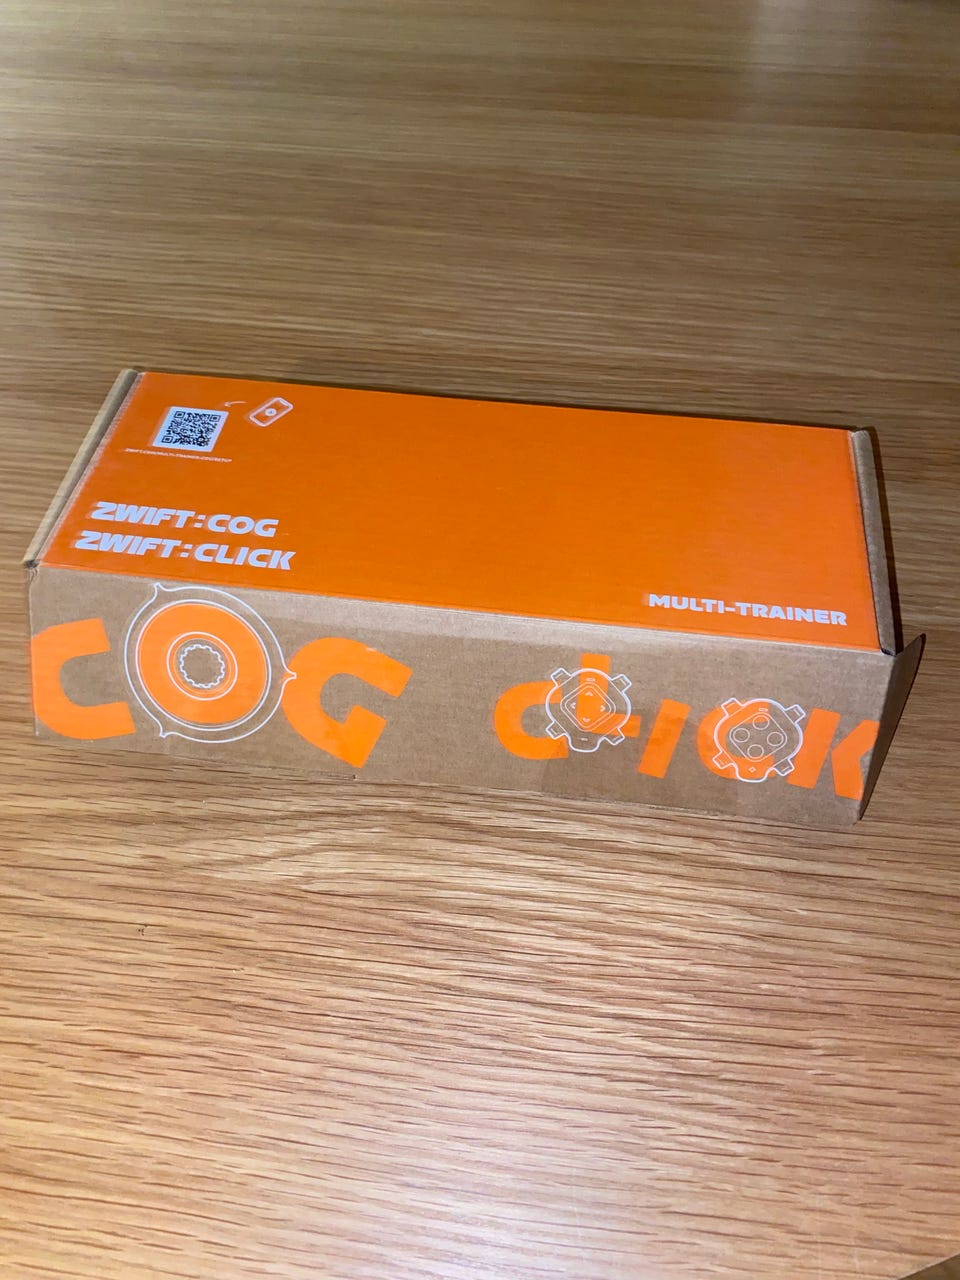 ZWIFT:COG
ZWIFT:CLICK
MULTI-TRAINER
COG
CLICK